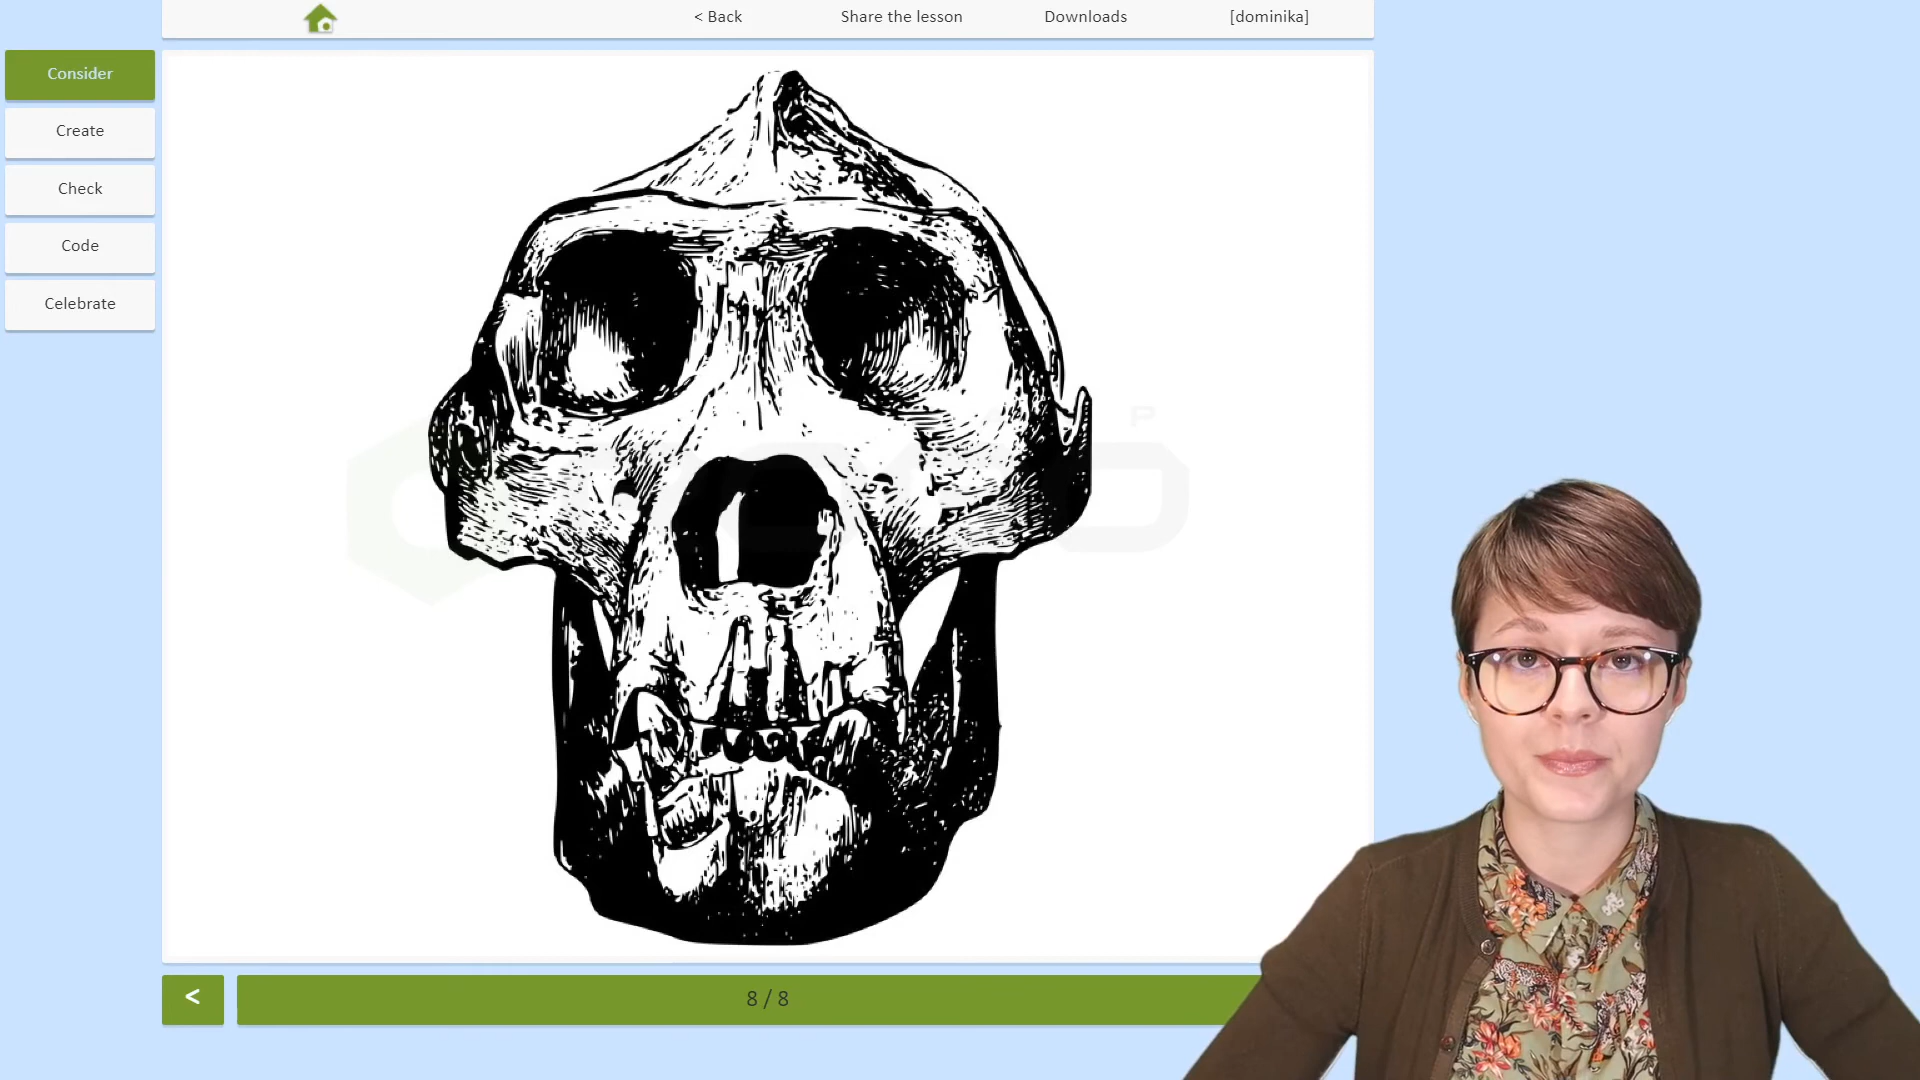 < Back
Share the lesson
Downloads
[dominika]
Consider
Create
Check
Code
Celebrate
<
8 / 8